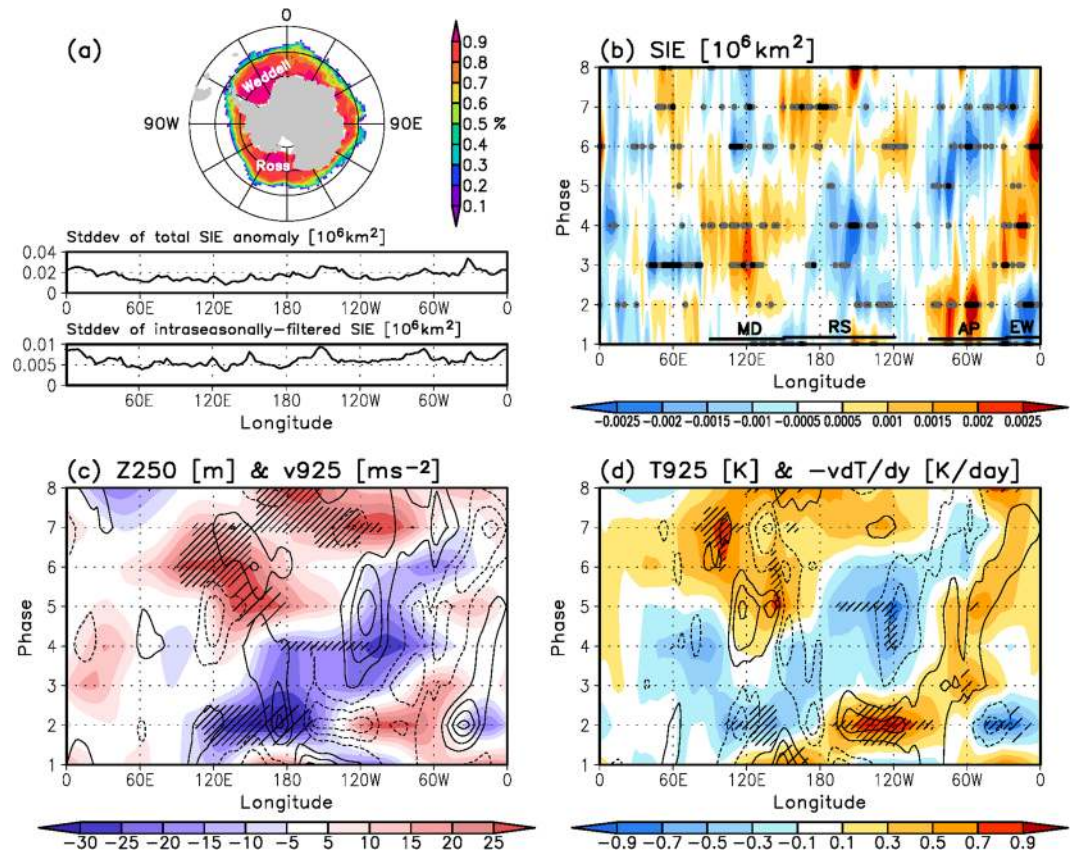 (a)
0
Weddell
90W
90E
Ross
0.9
0.8
0.7
0.6
0.5 %
0.4
0.3
0.2
0.1
Stddev of total SIE anomaly [10⁶km²]
0.04
0.02
0
0 60E 120E 180 120W 60W 0
Stddev of intraseasonally-filtered SIE [10⁶km²]
0.01
0.005
0
0 60E 120E 180 120W 60W 0
Longitude
(b) SIE [10⁶km²]
8
7
6
5
4
3
2
1
Phase
MD RS AP EW
0 60E 120E 180 120W 60W 0
Longitude
-0.0025 -0.002 -0.0015 -0.001 -0.0005 0.0005 0.001 0.0015 0.002 0.0025
(c) Z250 [m] & v925 [ms⁻²]
8
7
6
5
4
3
2
1
Phase
0 60E 120E 180 120W 60W 0
Longitude
-30 -25 -20 -15 -10 -5 5 10 15 20 25
(d) T925 [K] & -vdT/dy [K/day]
8
7
6
5
4
3
2
1
Phase
0 60E 120E 180 120W 60W 0
Longitude
-0.9 -0.7 -0.5 -0.3 -0.1 0.1 0.3 0.5 0.7 0.9